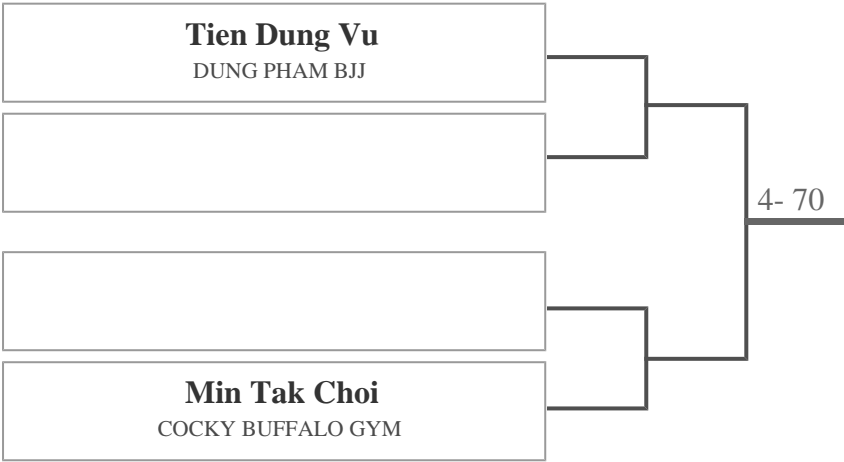 Tien Dung Vu
DUNG PHAM BJJ
4- 70
Min Tak Choi
COCKY BUFFALO GYM